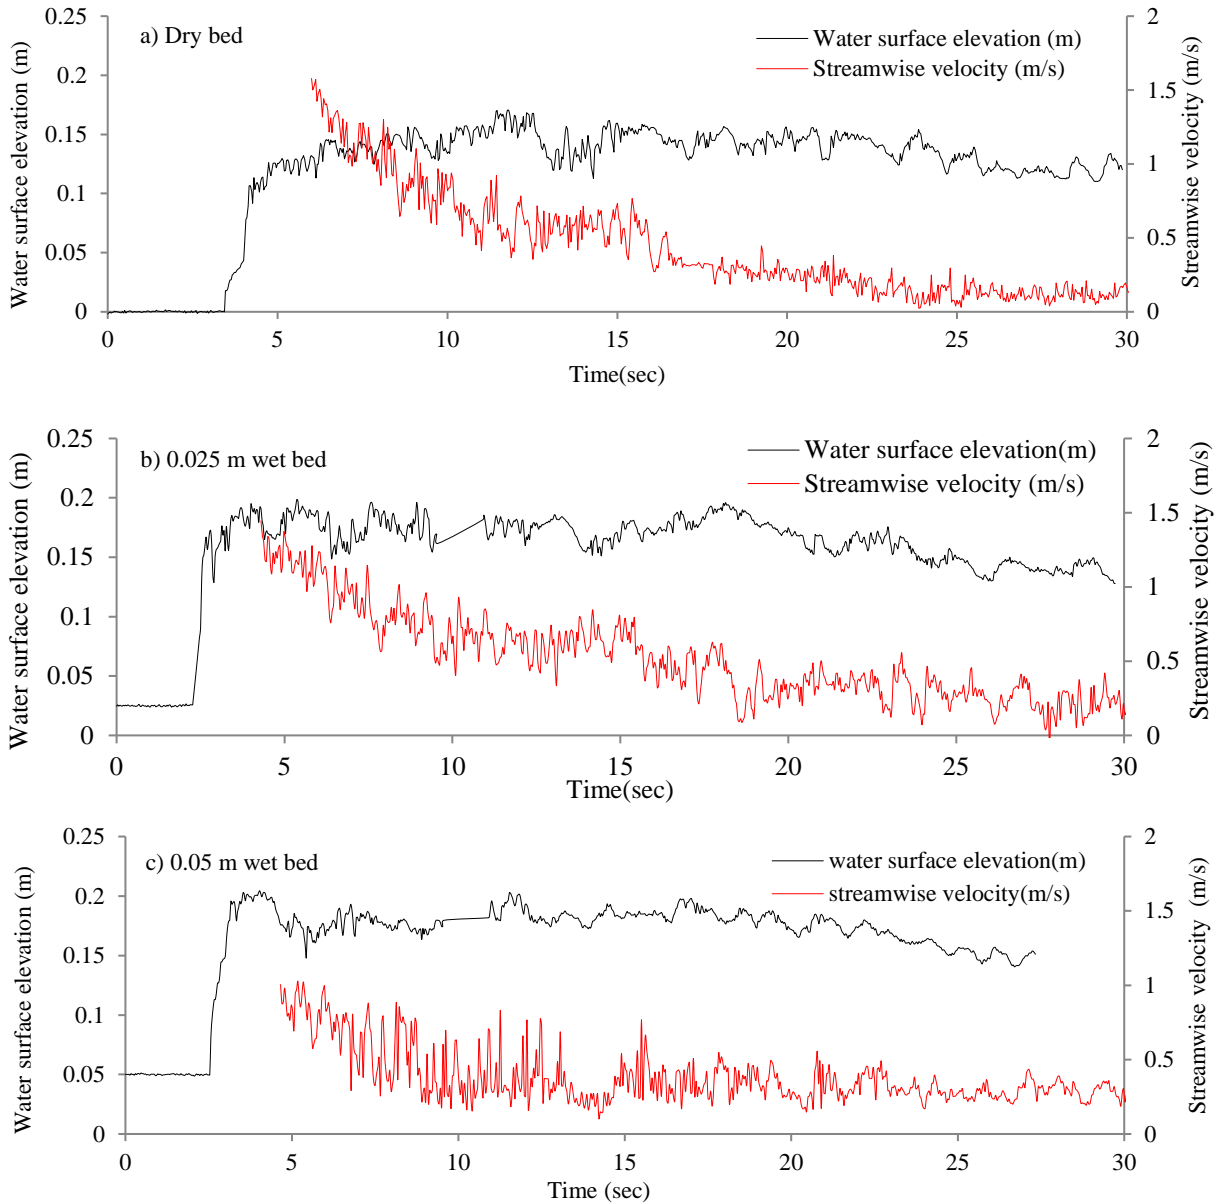 a) Dry bed
Water surface elevation (m)
Streamwise velocity (m/s)
Water surface elevation (m)
Streamwise velocity (m/s)
0.25
0.2
0.15
0.1
0.05
0
2
1.5
1
0.5
0
0 5 10 15 20 25 30
Time(sec)
b) 0.025 m wet bed
Water surface elevation(m)
Streamwise velocity (m/s)
Water surface elevation (m)
Streamwise velocity (m/s)
0.25
0.2
0.15
0.1
0.05
0
2
1.5
1
0.5
0
0 5 10 15 20 25 30
Time(sec)
c) 0.05 m wet bed
water surface elevation(m)
streamwise velocity(m/s)
Water surface elevation (m)
Streamwise velocity (m/s)
0.25
0.2
0.15
0.1
0.05
0
2
1.5
1
0.5
0
0 5 10 15 20 25 30
Time (sec)